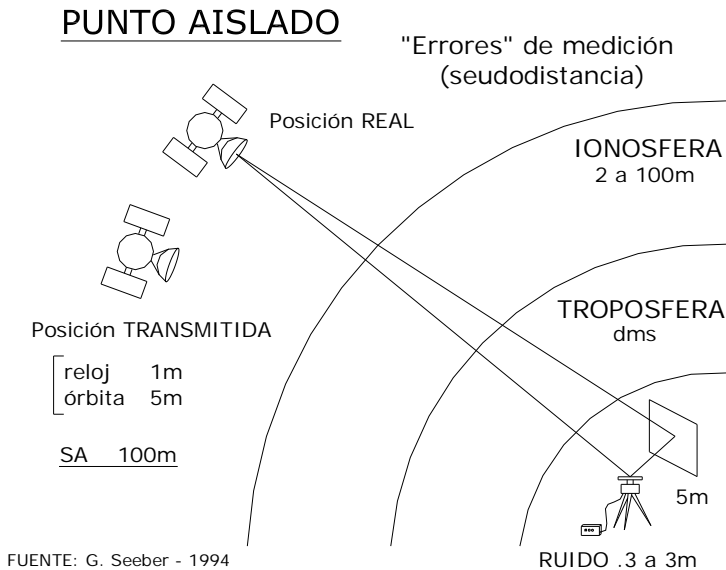 PUNTO AISLADO
"Errores" de medición
(seudodistancia)
Posición REAL
IONOSFERA
2 a 100m
Posición TRANSMITIDA
TROPOSFERA
dms
reloj 1m
órbita 5m
SA 100m
5m
FUENTE: G. Seeber - 1994
RUIDO .3 a 3m